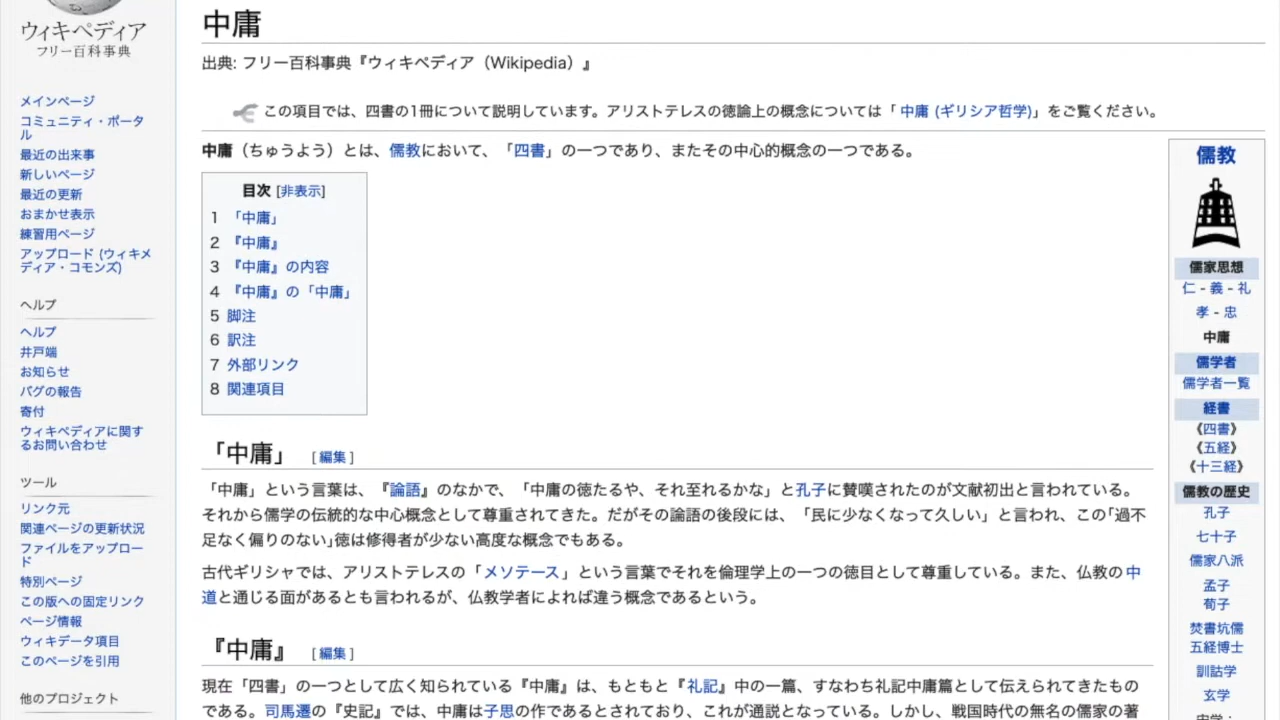 ウィキペディア
フリー百科事典
メインページ
コミュニティ・ポータ
ル
最近の出来事
新しいページ
最近の更新
おまかせ表示
練習用ページ
アップロード (ウィキメ
ディア・コモンズ)
ヘルプ
ヘルプ
井戸端
お知らせ
バグの報告
寄付
ウィキペディアに関す
るお問い合わせ
ツール
リンク元
関連ページの更新状況
ファイルをアップロー
ド
特別ページ
この版への固定リンク
ページ情報
ウィキデータ項目
このページを引用
他のプロジェクト
中庸
出典: フリー百科事典『ウィキペディア（Wikipedia）』
この項目では、四書の1冊について説明しています。アリストテレスの徳論上の概念については「中庸 (ギリシア哲学)」をご覧ください。
中庸（ちゅうよう）とは、儒教において、「四書」の一つであり、またその中心的概念の一つである。
目次 [非表示]
1 「中庸」
2 『中庸』
3 『中庸』の内容
4 『中庸』の「中庸」
5 脚注
6 訳注
7 外部リンク
8 関連項目
「中庸」 [編集]
「中庸」という言葉は、『論語』のなかで、「中庸の徳たるや、それ至れるかな」と孔子に賛嘆されたのが文献初出と言われている。
それから儒学の伝統的な中心概念として尊重されてきた。だがその論語の後段には、「民に少なくなって久しい」と言われ、この「過不
足なく偏りのない」徳は修得者が少ない高度な概念でもある。
古代ギリシャでは、アリストテレスの「メソテース」という言葉でそれを倫理学上の一つの徳目として尊重している。また、仏教の中
道と通じる面があるとも言われるが、仏教学者によれば違う概念であるという。
『中庸』 [編集]
現在「四書」の一つとして広く知られている『中庸』は、もともと『礼記』中の一篇、すなわち礼記中庸篇として伝えられてきたもの
である。司馬遷の『史記』では、中庸は子思の作であるとされており、これが通説となっている。しかし、戦国時代の無名の儒家の著
儒教
儒家思想
仁 - 義 - 礼
孝 - 忠
中庸
儒学者
儒学者一覧
経書
《四書》
《五経》
《十三経》
儒教の歴史
孔子
七十子
儒家八派
孟子
荀子
焚書坑儒
五経博士
訓詁学
玄学